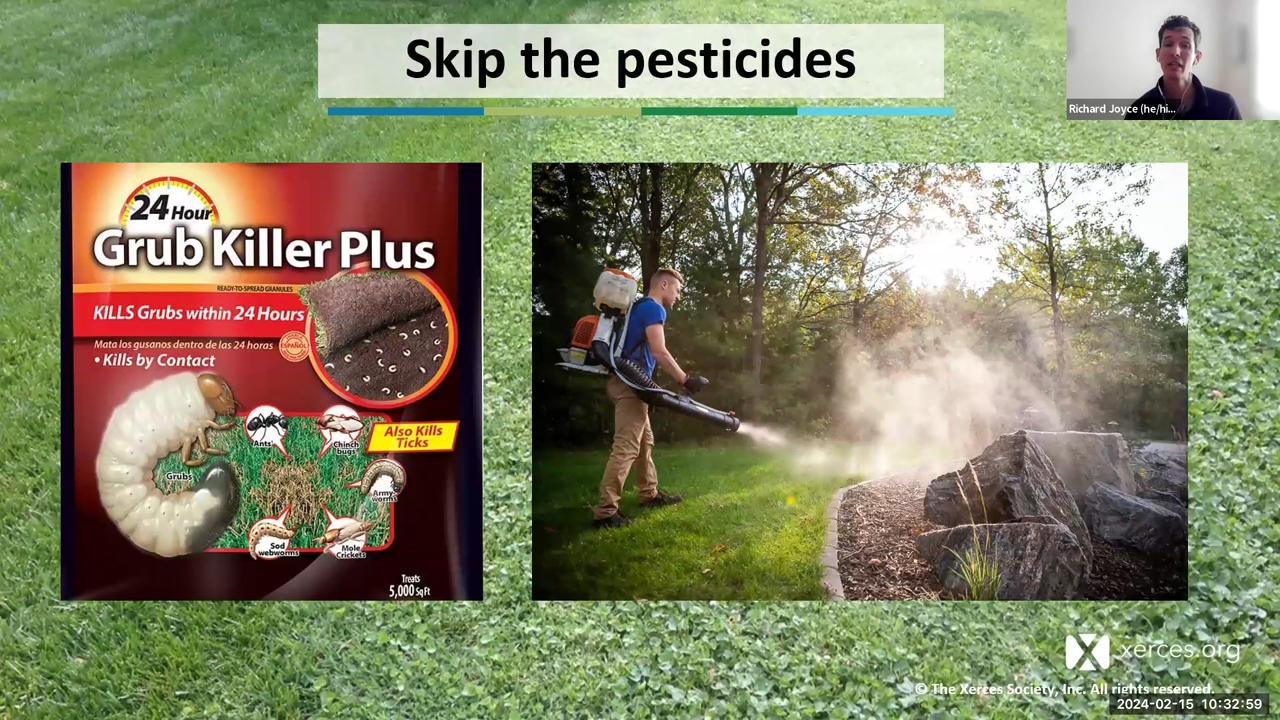 Skip the pesticides
Richard Joyce (he/hi...
24 Hour
Grub Killer Plus
READY-TO-SPREAD GRANULES
KILLS Grubs within 24 Hours
Mata los gusanos dentro de las 24 horas
ESPAÑOL
• Kills by Contact
Also Kills
Ticks
Ants
Chinch
bugs
Grubs
Army
worms
Sod
webworms
Mole
Crickets
Treats
5,000 Sq Ft
xerces.org
© The Xerces Society, Inc. All rights reserved.
2024-02-15 10:32:59